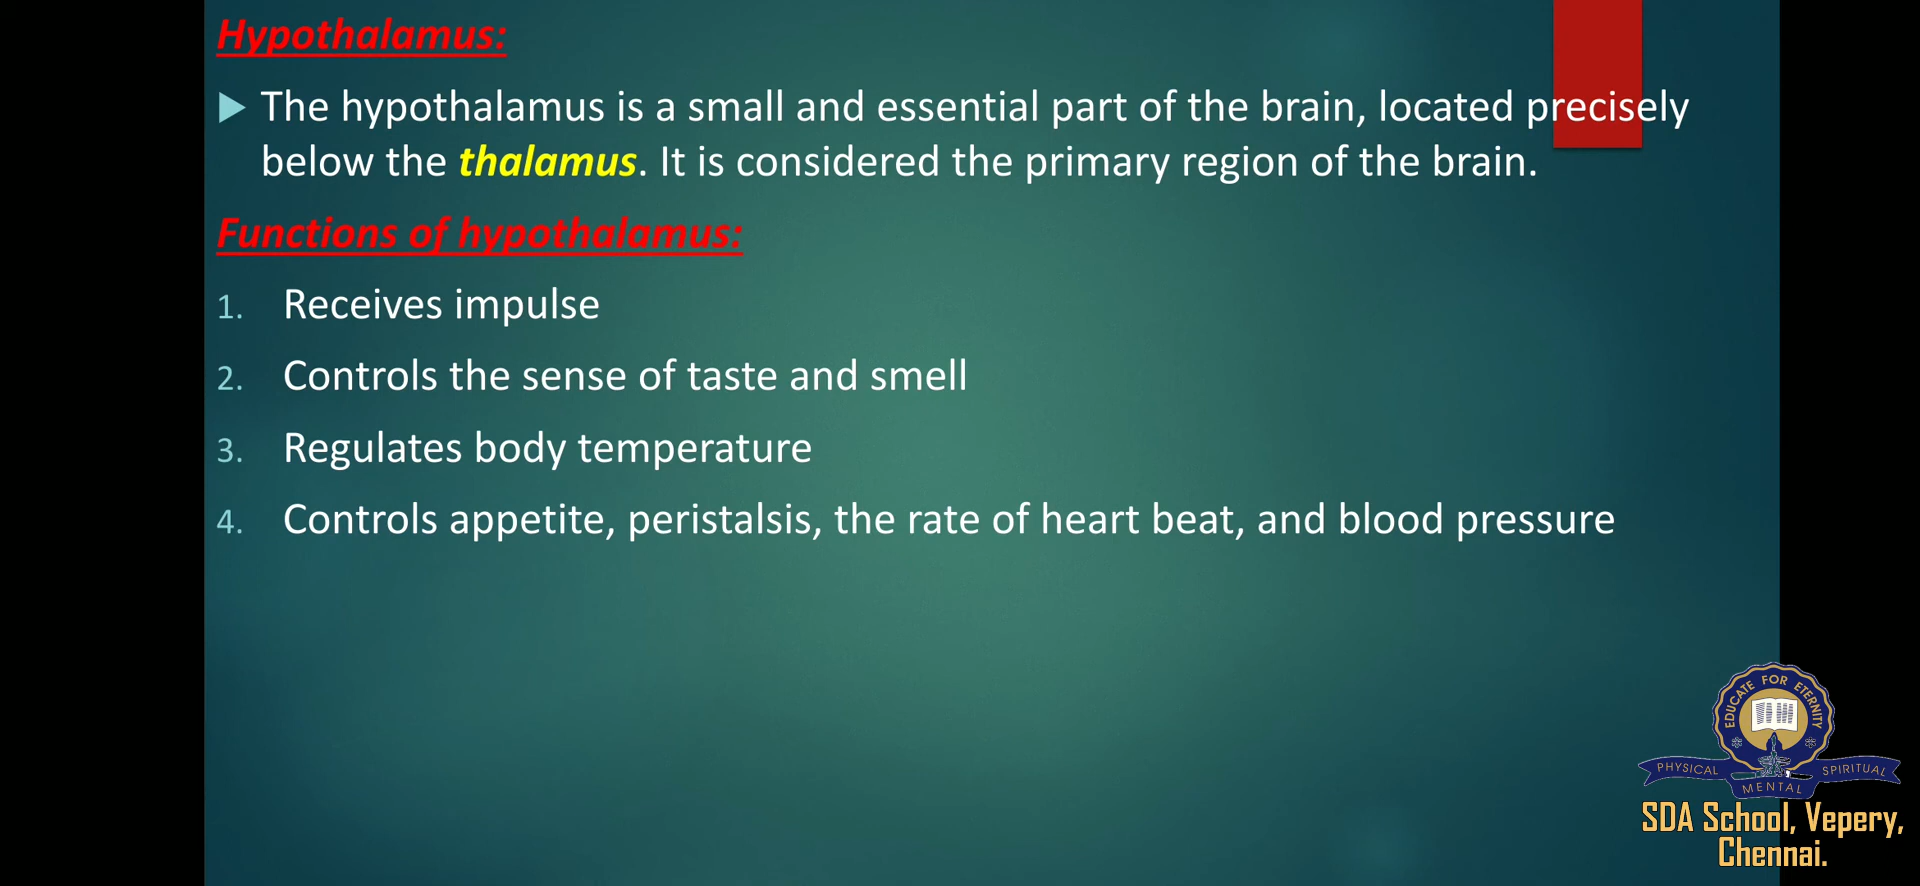 Hypothalamus:
The hypothalamus is a small and essential part of the brain, located precisely
below the thalamus. It is considered the primary region of the brain.
Functions of hypothalamus:
1. Receives impulse
2. Controls the sense of taste and smell
3. Regulates body temperature
4. Controls appetite, peristalsis, the rate of heart beat, and blood pressure
EDUCATE FOR ETERNITY
PHYSICAL
MENTAL
SPIRITUAL
SDA School, Vepery,
Chennai.